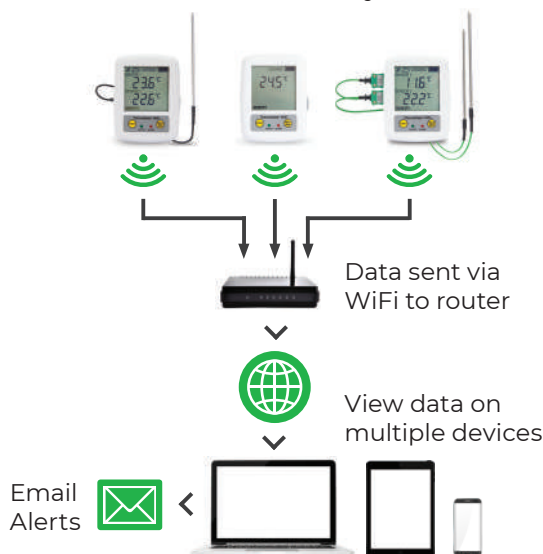 23.6°C
22.6°C
24.5°C
11.6°C
22.2°C
Data sent via
WiFi to router
View data on
multiple devices
Email
Alerts